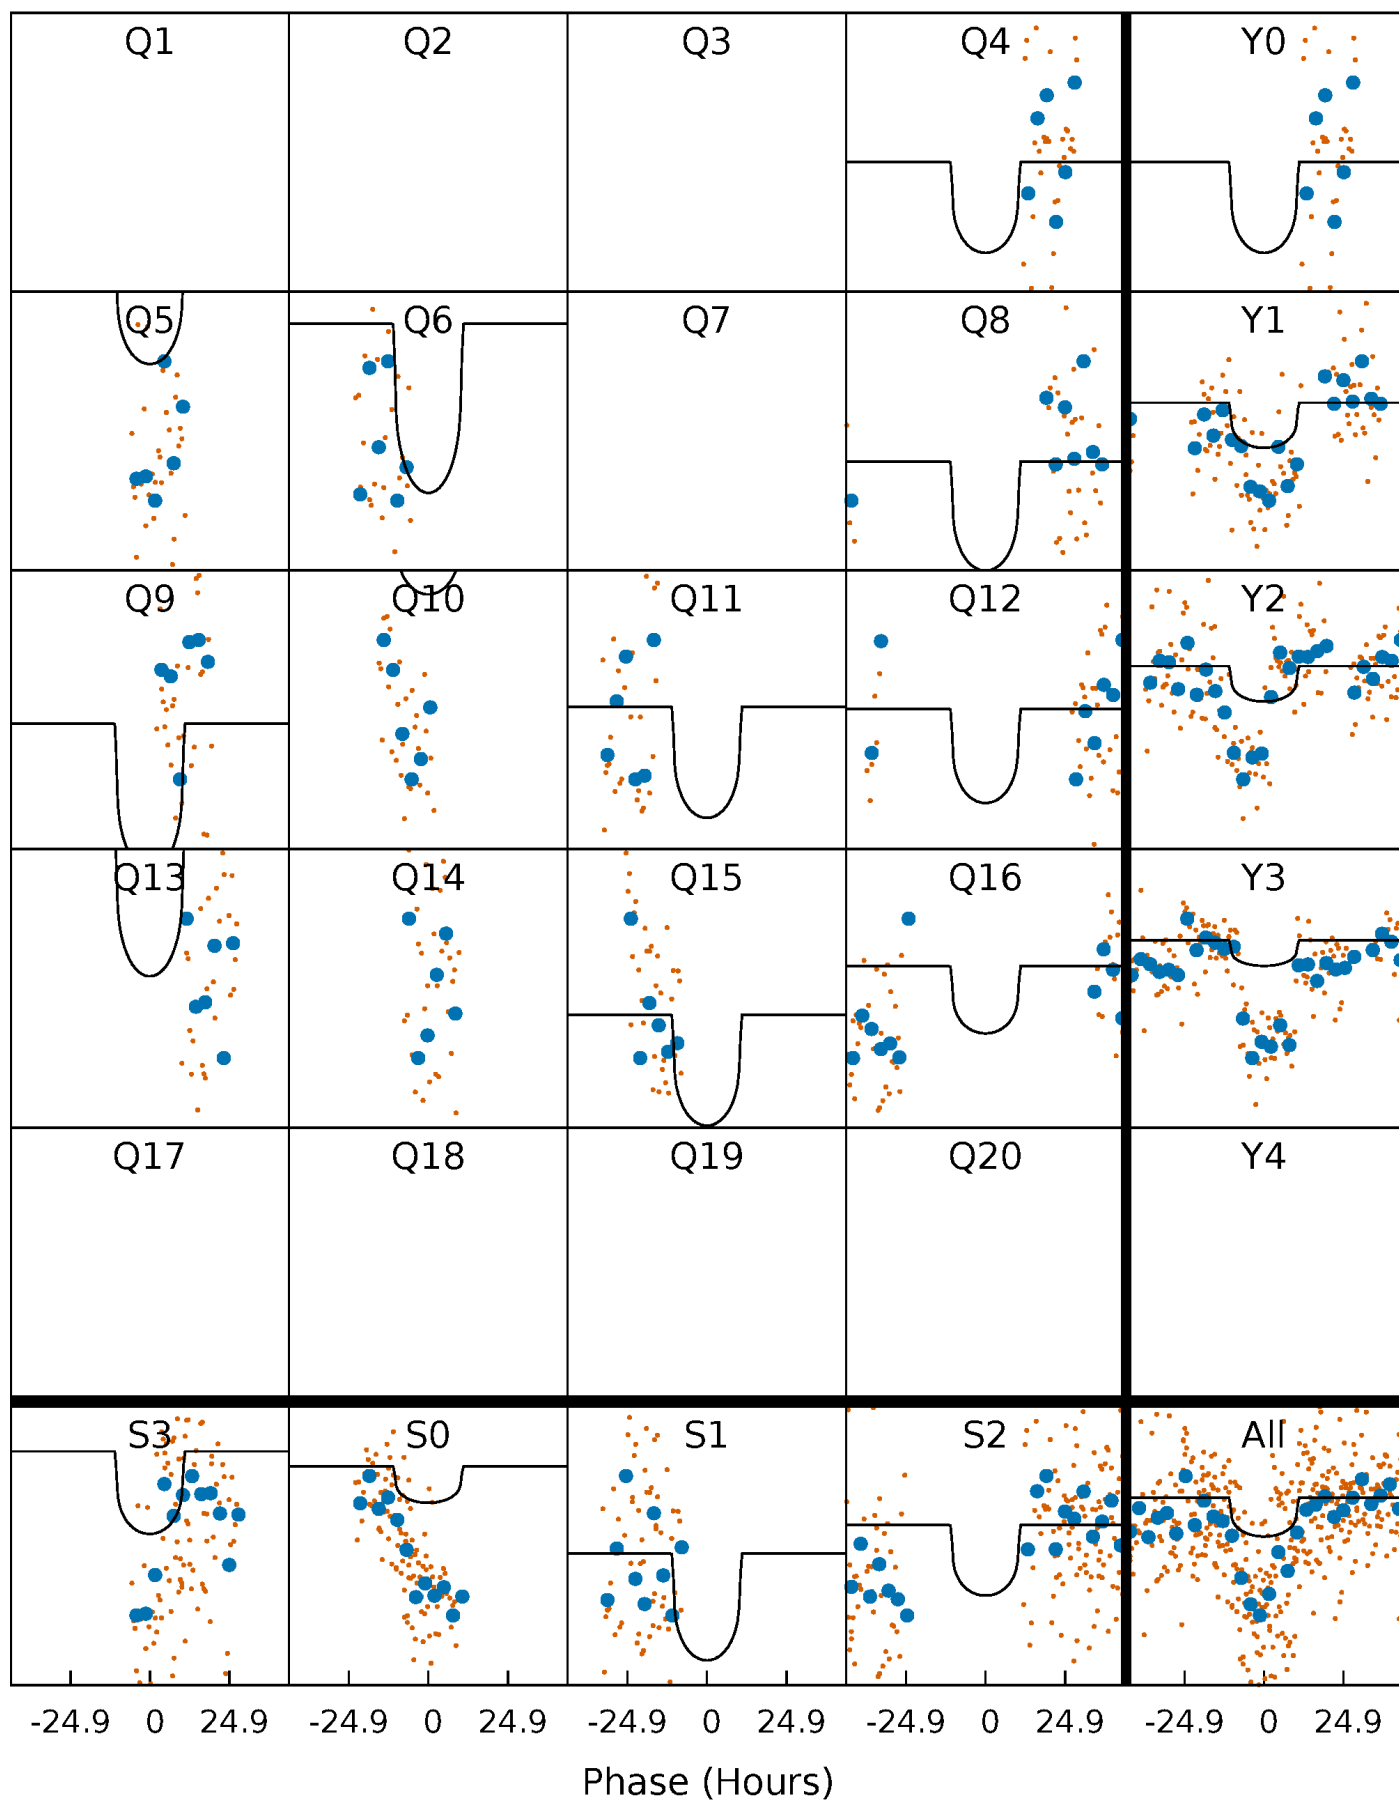 Q1 Q2 Q3 Q4 Y0
Q5 Q6 Q7 Q8 Y1
Q9 Q10 Q11 Q12 Y2
Q13 Q14 Q15 Q16 Y3
Q17 Q18 Q19 Q20 Y4
S3 S0 S1 S2 All
-24.9 0 24.9 -24.9 0 24.9 -24.9 0 24.9 -24.9 0 24.9 -24.9 0 24.9
Phase (Hours)